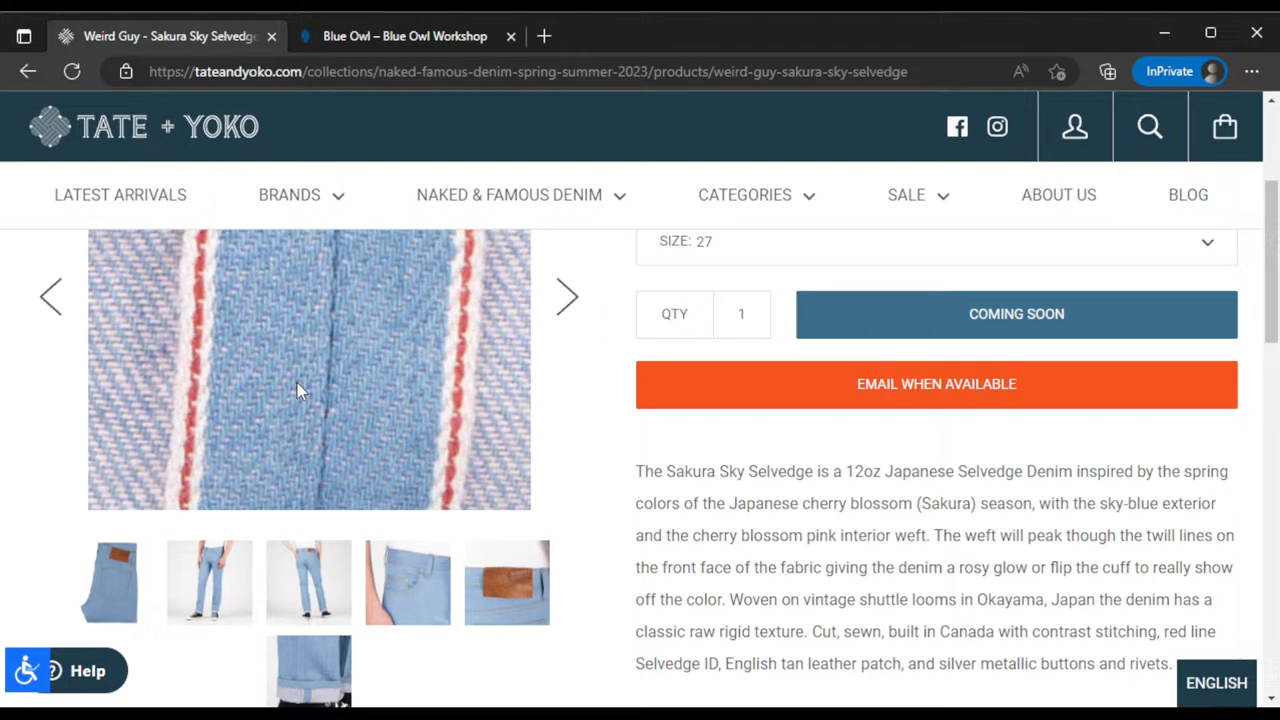 Weird Guy - Sakura Sky Selvedge
Blue Owl – Blue Owl Workshop
https://tateandyoko.com/collections/naked-famous-denim-spring-summer-2023/products/weird-guy-sakura-sky-selvedge
InPrivate
TATE + YOKO
LATEST ARRIVALS
BRANDS
NAKED & FAMOUS DENIM
CATEGORIES
SALE
ABOUT US
BLOG
SIZE: 27
QTY
1
COMING SOON
EMAIL WHEN AVAILABLE
The Sakura Sky Selvedge is a 12oz Japanese Selvedge Denim inspired by the spring
colors of the Japanese cherry blossom (Sakura) season, with the sky-blue exterior
and the cherry blossom pink interior weft. The weft will peak though the twill lines on
the front face of the fabric giving the denim a rosy glow or flip the cuff to really show
off the color. Woven on vintage shuttle looms in Okayama, Japan the denim has a
classic raw rigid texture. Cut, sewn, built in Canada with contrast stitching, red line
Selvedge ID, English tan leather patch, and silver metallic buttons and rivets.
Help
ENGLISH